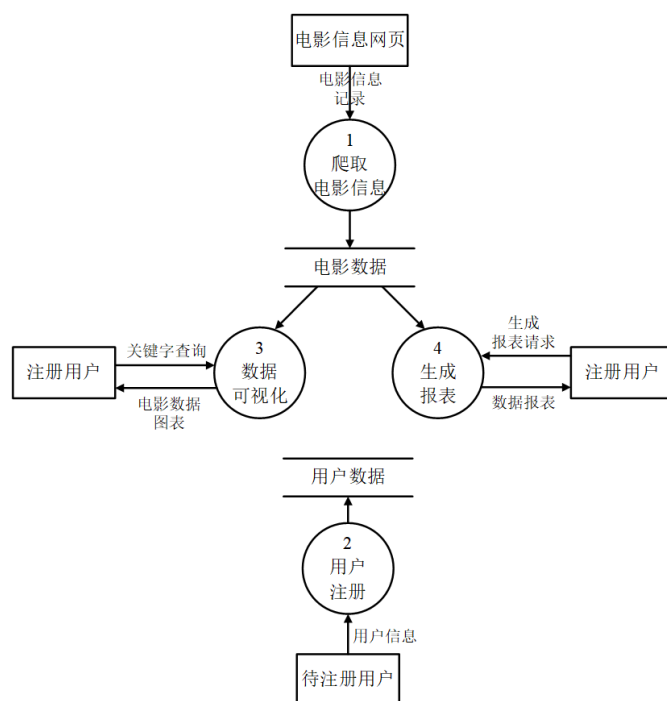 电影信息网页
电影信息
记录
1
爬取
电影信息
电影数据
关键字查询
注册用户
电影数据
图表
3
数据
可视化
4
生成
报表
生成
报表请求
注册用户
数据报表
用户数据
2
用户
注册
用户信息
待注册用户